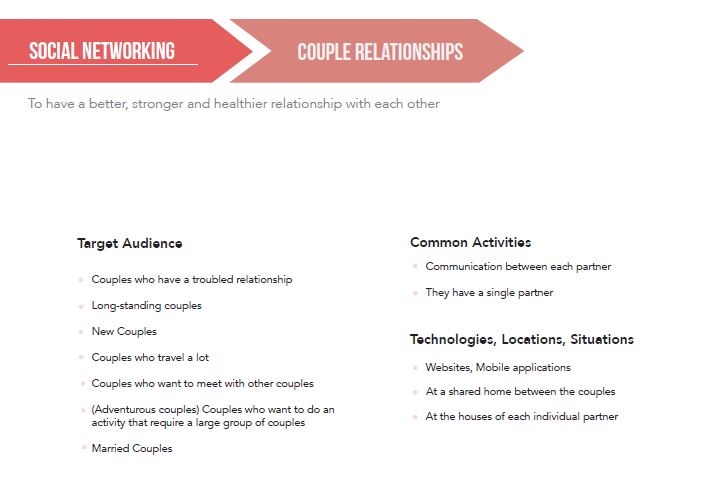 SOCIAL NETWORKING
COUPLE RELATIONSHIPS
To have a better, stronger and healthier relationship with each other
Target Audience
Couples who have a troubled relationship
Long-standing couples
New Couples
Couples who travel a lot
Couples who want to meet with other couples
(Adventurous couples) Couples who want to do an
activity that require a large group of couples
Married Couples
Common Activities
Communication between each partner
They have a single partner
Technologies, Locations, Situations
Websites, Mobile applications
At a shared home between the couples
At the houses of each individual partner